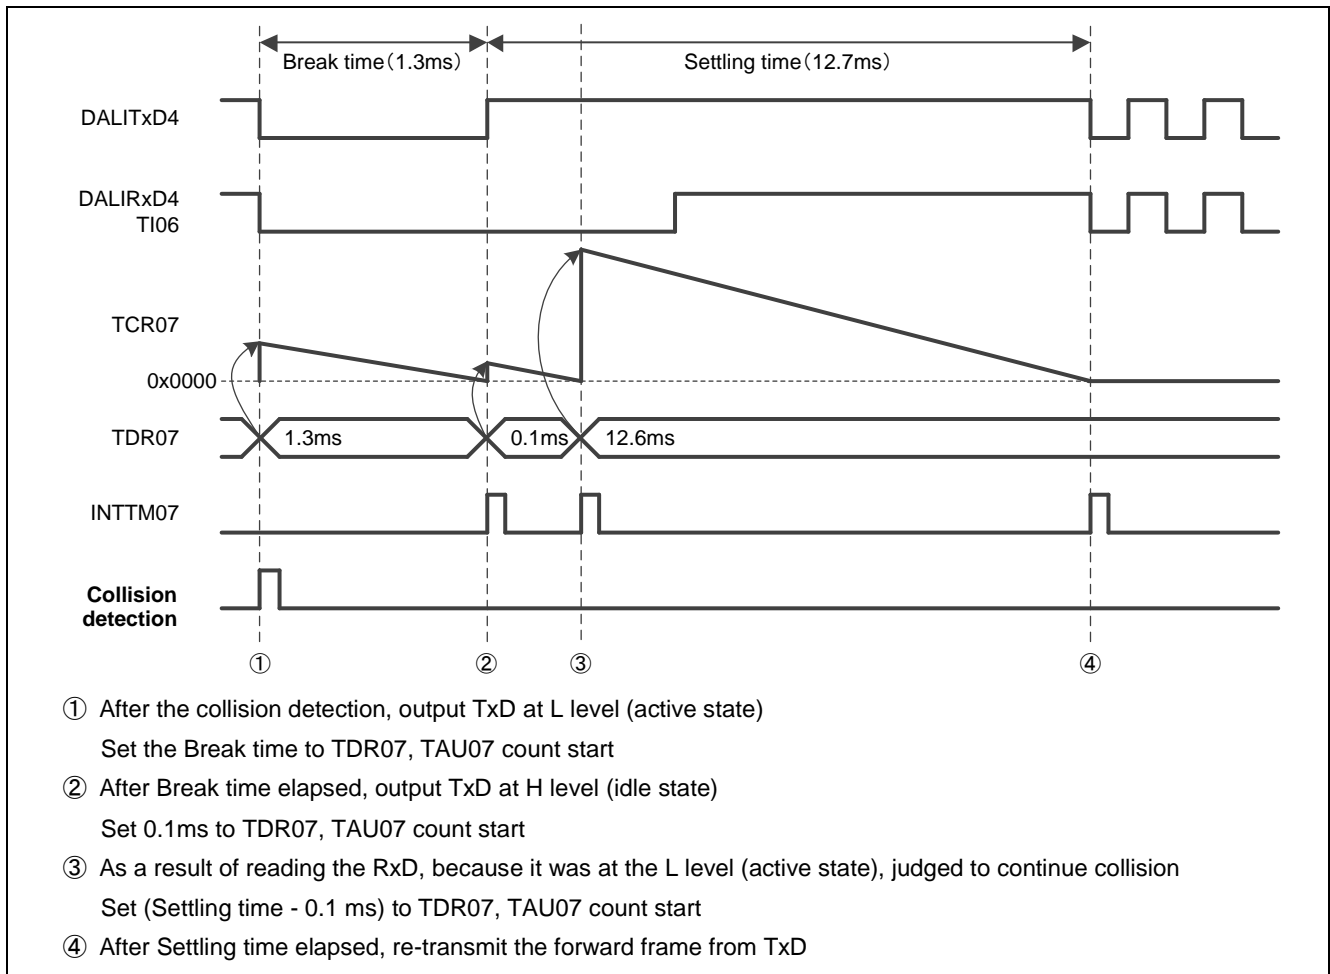 Break time（1.3ms）
Settling time（12.7ms）
DALITxD4
DALIRxD4
TI06
TCR07
0x0000
TDR07
1.3ms
0.1ms
12.6ms
INTTM07
Collision
detection
① ② ③ ④
① After the collision detection, output TxD at L level (active state)
Set the Break time to TDR07, TAU07 count start
② After Break time elapsed, output TxD at H level (idle state)
Set 0.1ms to TDR07, TAU07 count start
③ As a result of reading the RxD, because it was at the L level (active state), judged to continue collision
Set (Settling time - 0.1 ms) to TDR07, TAU07 count start
④ After Settling time elapsed, re-transmit the forward frame from TxD